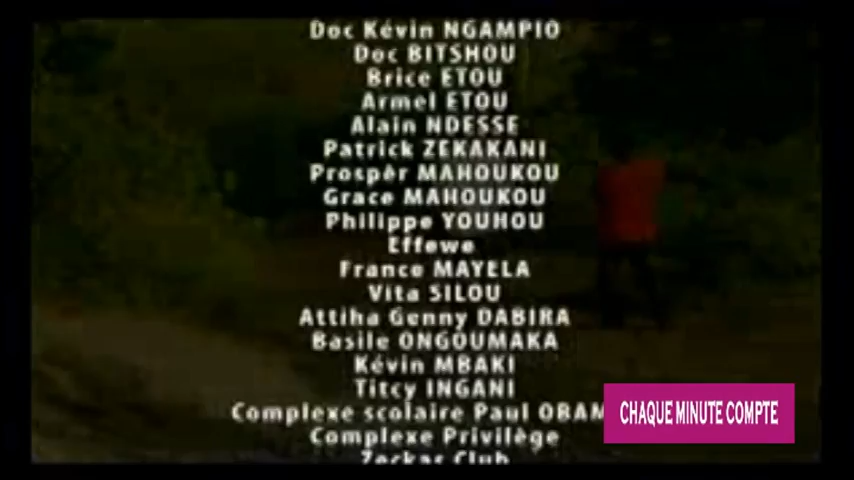 Doc Kévin NGAMPIO
Doc BITSHOU
Brice ETOU
Armel ETOU
Alain NDESSE
Patrick ZEKAKANI
Prospèr MAHOUKOU
Grace MAHOUKOU
Philippe YOUHOU
Effewe
France MAYELA
Vita SILOU
Attiha Genny DABIRA
Basile ONGOUMAKA
Kévin MBAKI
Titcy INGANI
Complexe scolaire Paul OBAM
CHAQUE MINUTE COMPTE
Complexe Privilège
Zeckas Club